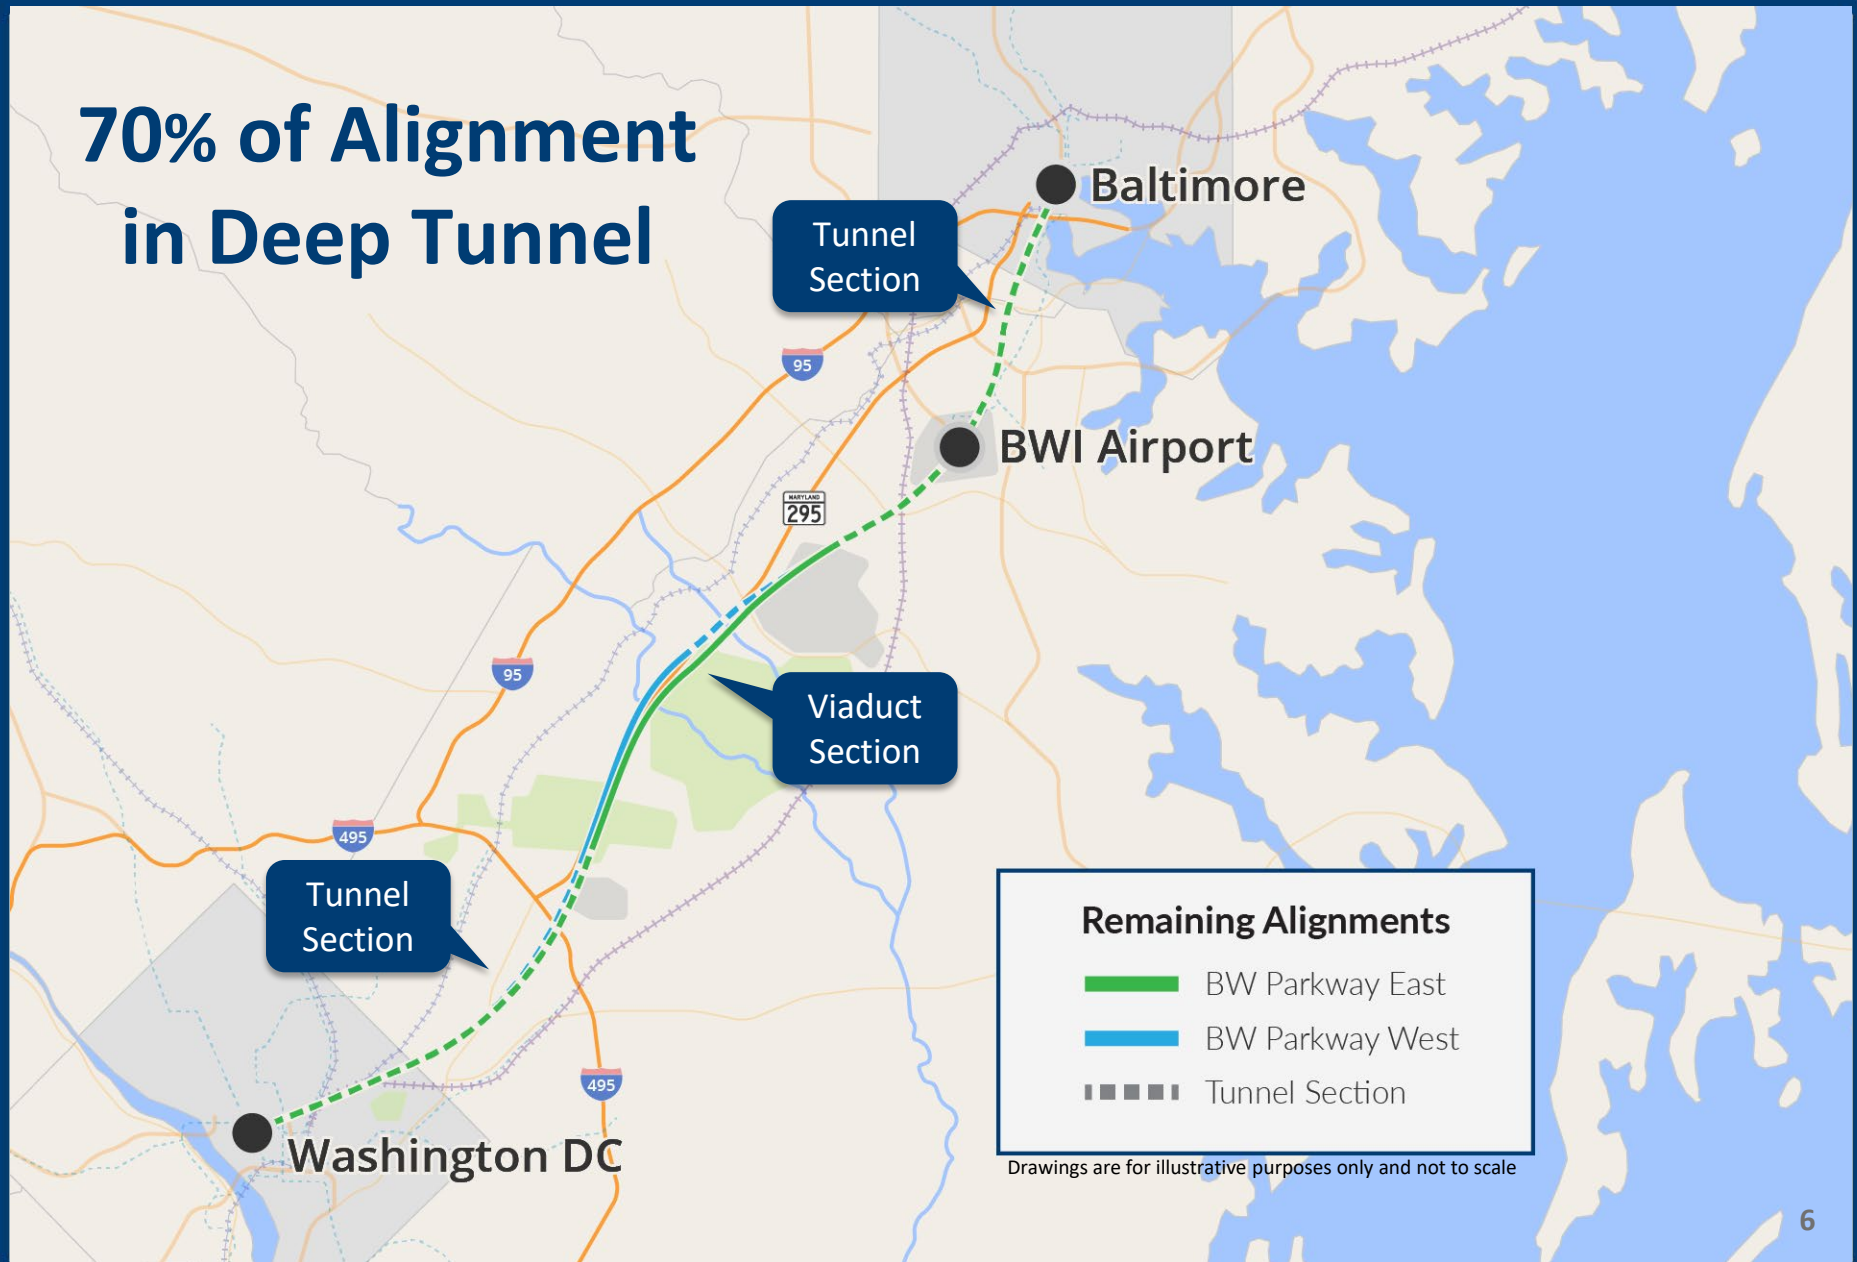 70% of Alignment
in Deep Tunnel
Baltimore
Tunnel
Section
95
BWI Airport
MARYLAND
295
95
Viaduct
Section
495
Tunnel
Section
Remaining Alignments
BW Parkway East
BW Parkway West
Tunnel Section
495
Washington DC
Drawings are for illustrative purposes only and not to scale
6